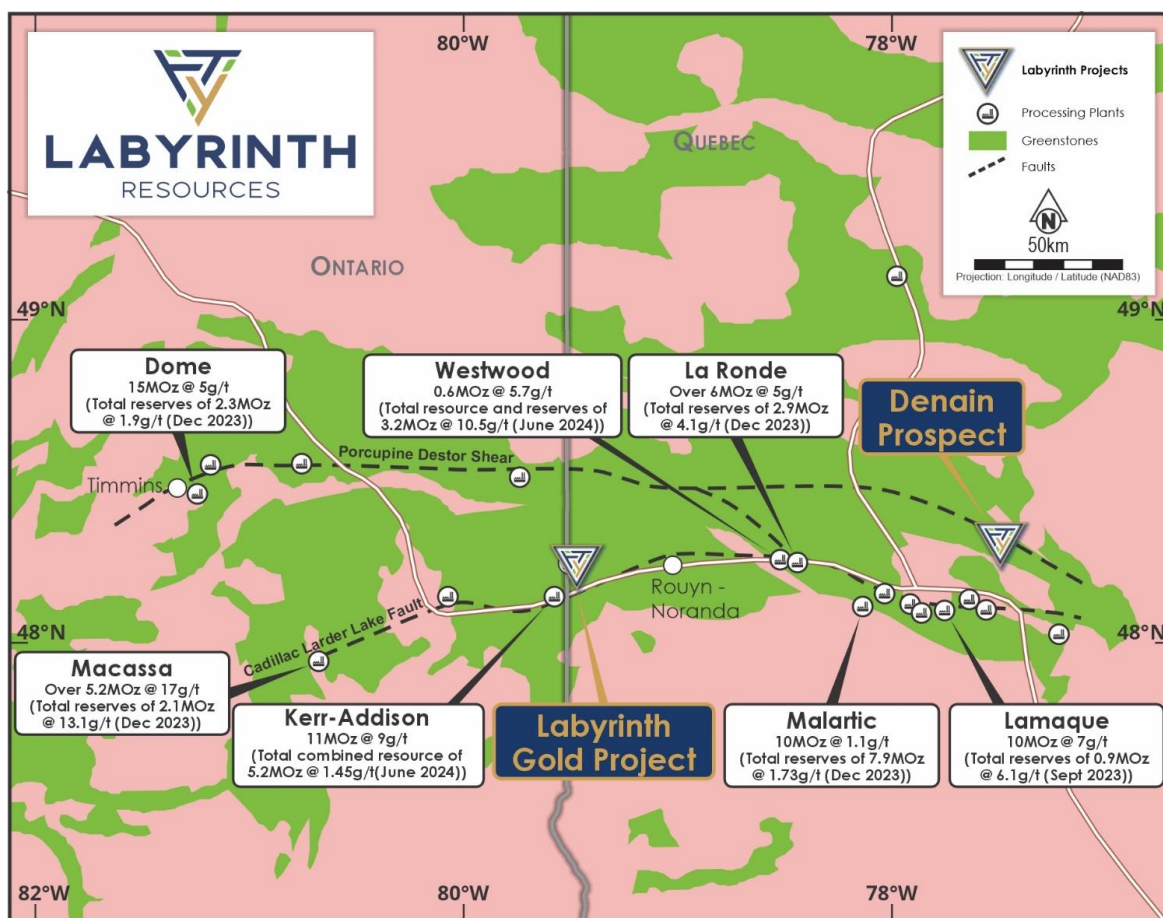 80°W
78°W
LABYRINTH
RESOURCES
Labyrinth Projects
Processing Plants
Greenstones
Faults
N
50km
Projection: Longitude / Latitude (NAD83)
QUEBEC
ONTARIO
49°N
49°N
Dome
15MOz @ 5g/t
(Total reserves of 2.3MOz
@ 1.9g/t (Dec 2023))
Westwood
0.6MOz @ 5.7g/t
(Total resource and reserves of
3.2MOz @ 10.5g/t (June 2024))
La Ronde
Over 6MOz @ 5g/t
(Total reserves of 2.9MOz
@ 4.1g/t (Dec 2023))
Denain
Prospect
Porcupine Destor Shear
Timmins
Rouyn -
Noranda
Cadillac Larder Lake Fault
48°N
48°N
Macassa
Over 5.2MOz @ 17g/t
(Total reserves of 2.1MOz
@ 13.1g/t (Dec 2023))
Kerr-Addison
11MOz @ 9g/t
(Total combined resource of
5.2MOz @ 1.45g/t(June 2024))
Labyrinth
Gold Project
Malartic
10MOz @ 1.1g/t
(Total reserves of 7.9MOz
@ 1.73g/t (Dec 2023))
Lamaque
10MOz @ 7g/t
(Total reserves of 0.9MOz
@ 6.1g/t (Sept 2023))
82°W
80°W
78°W